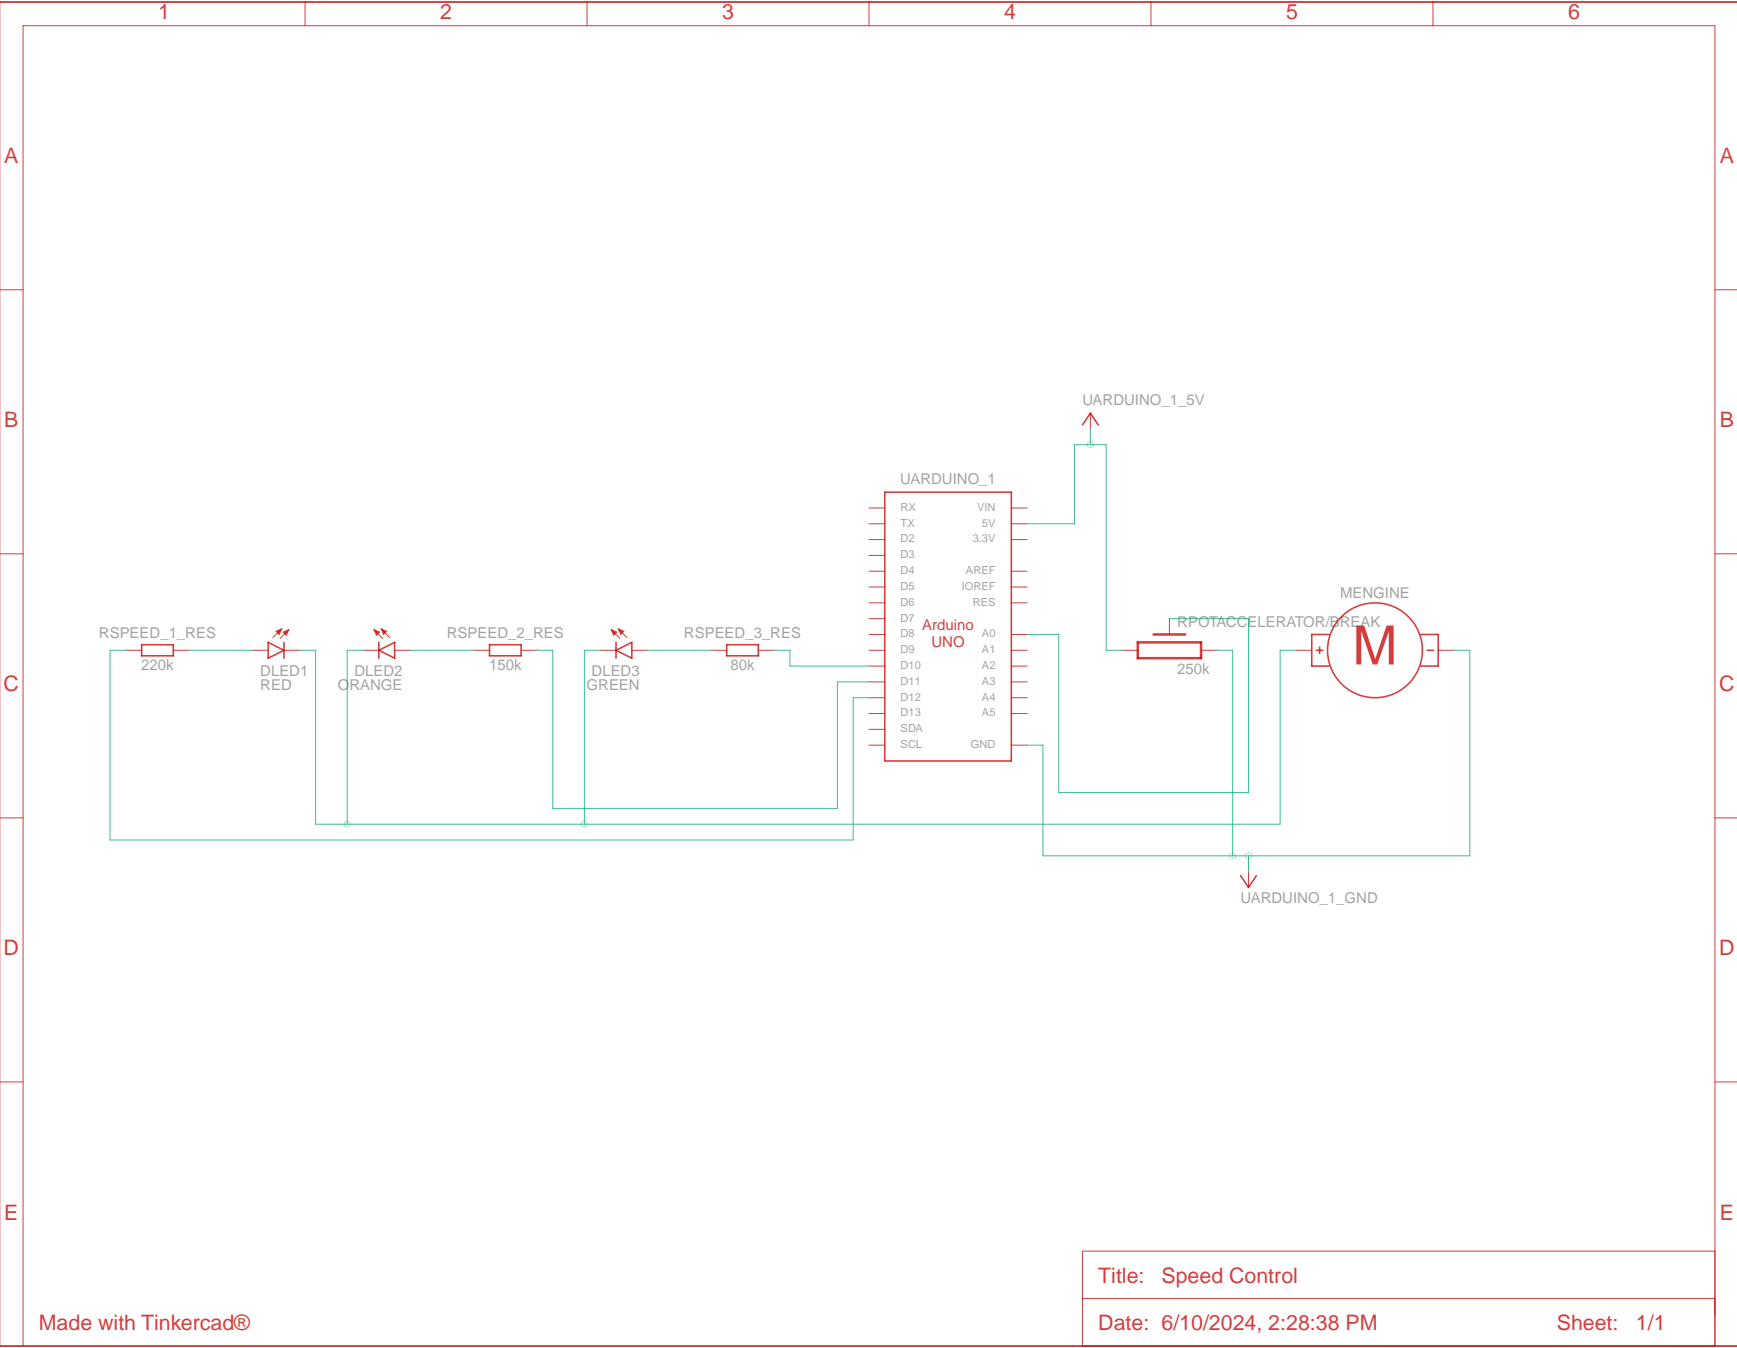 1 2 3 4 5 6
A A
B B
C C
D D
E E
UARDUINO_1_5V
UARDUINO_1
RX VIN
TX 5V
D2 3.3V
D3
D4 AREF
D5 IOREF
D6 RES
D7
Arduino
UNO
D8 A0
D9 A1
D10 A2
D11 A3
D12 A4
D13 A5
SDA
SCL GND
RSPEED_1_RES
220k
DLED1
RED
DLED2
ORANGE
RSPEED_2_RES
150k
DLED3
GREEN
RSPEED_3_RES
80k
MENGINE
RPOTACCELERATOR/BREAK
250k
+ M -
UARDUINO_1_GND
Title: Speed Control
Date: 6/10/2024, 2:28:38 PM Sheet: 1/1
Made with Tinkercad®